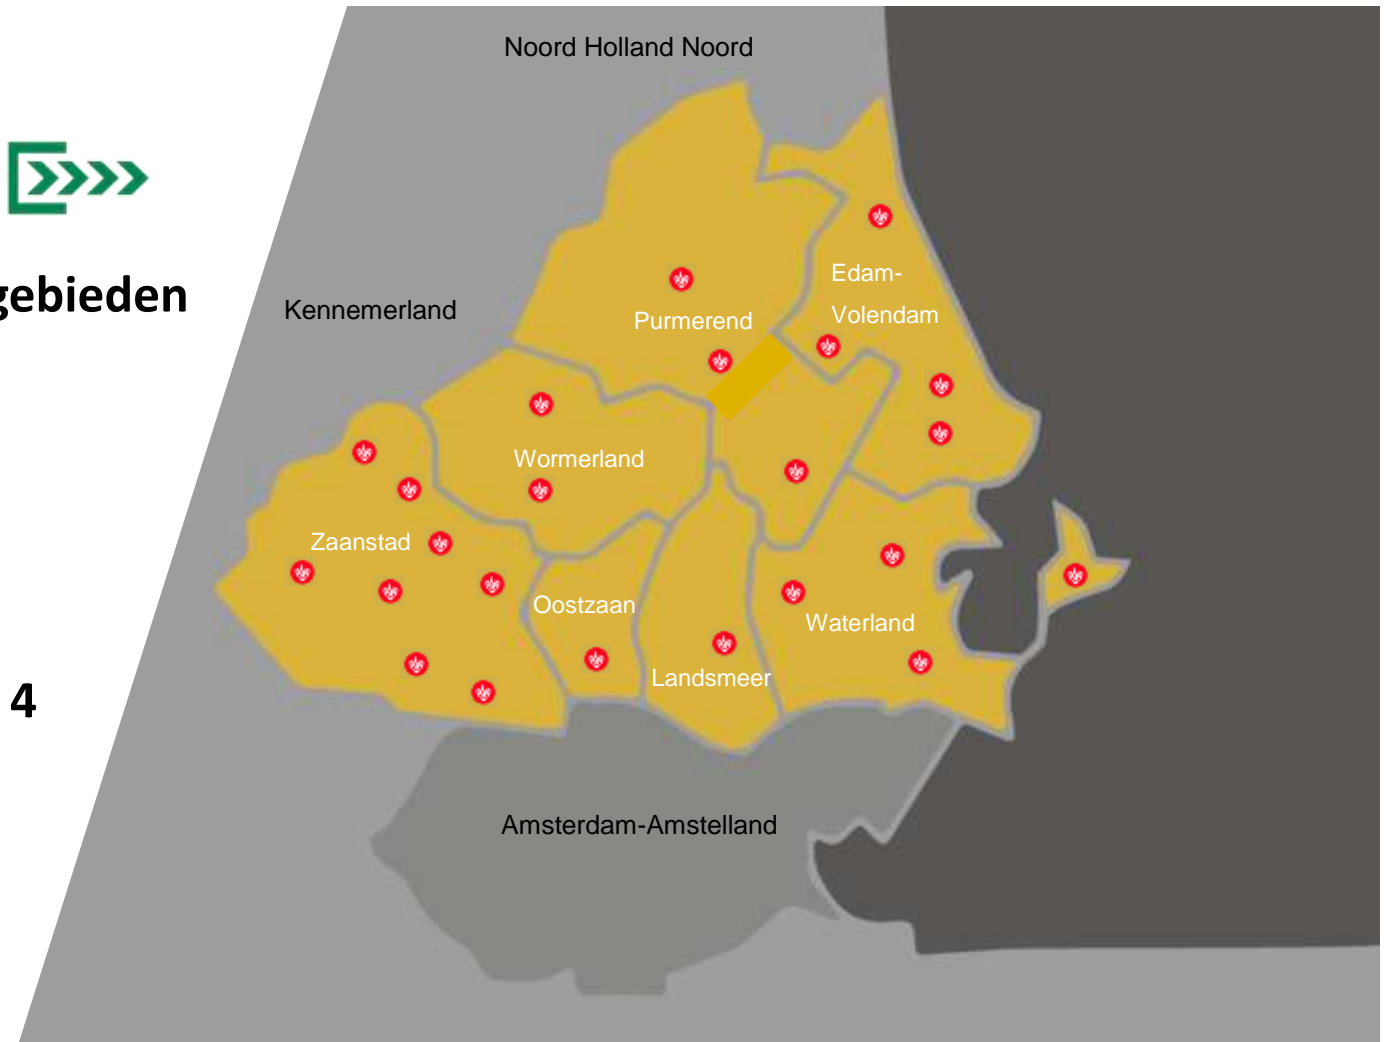 Noord Holland Noord
gebieden
Kennemerland
Edam-
Volendam
Purmerend
Wormerland
Zaanstad
Oostzaan
Waterland
Landsmeer
4
Amsterdam-Amstelland